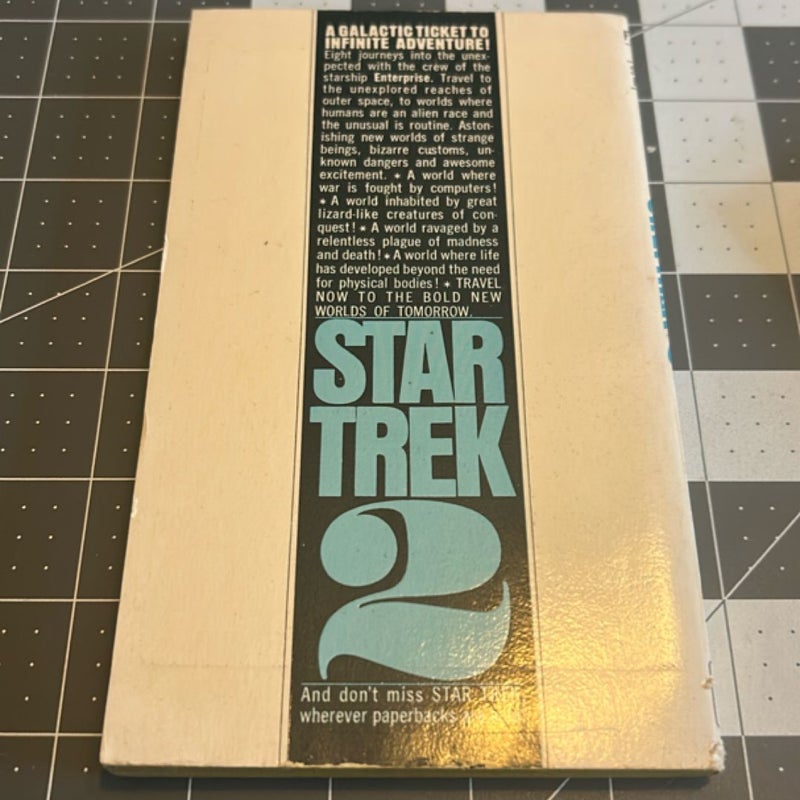 A GALACTIC TICKET TO
INFINITE ADVENTURE!
Eight journeys into the unex-
pected with the crew of the
starship Enterprise. Travel to
the unexplored reaches of
outer space, to worlds where
humans are an alien race and
the unusual is routine. Aston-
ishing new worlds of strange
beings, bizarre customs, un-
known dangers and awesome
excitement. * A world where
war is fought by computers!
* A world inhabited by great
lizard-like creatures of con-
quest! * A world ravaged by a
relentless plague of madness
and death! * A world where life
has developed beyond the need
for physical bodies! * TRAVEL
NOW TO THE BOLD NEW
WORLDS OF TOMORROW.
STAR
TREK
2
And don't miss STAR TREK
wherever paperbacks